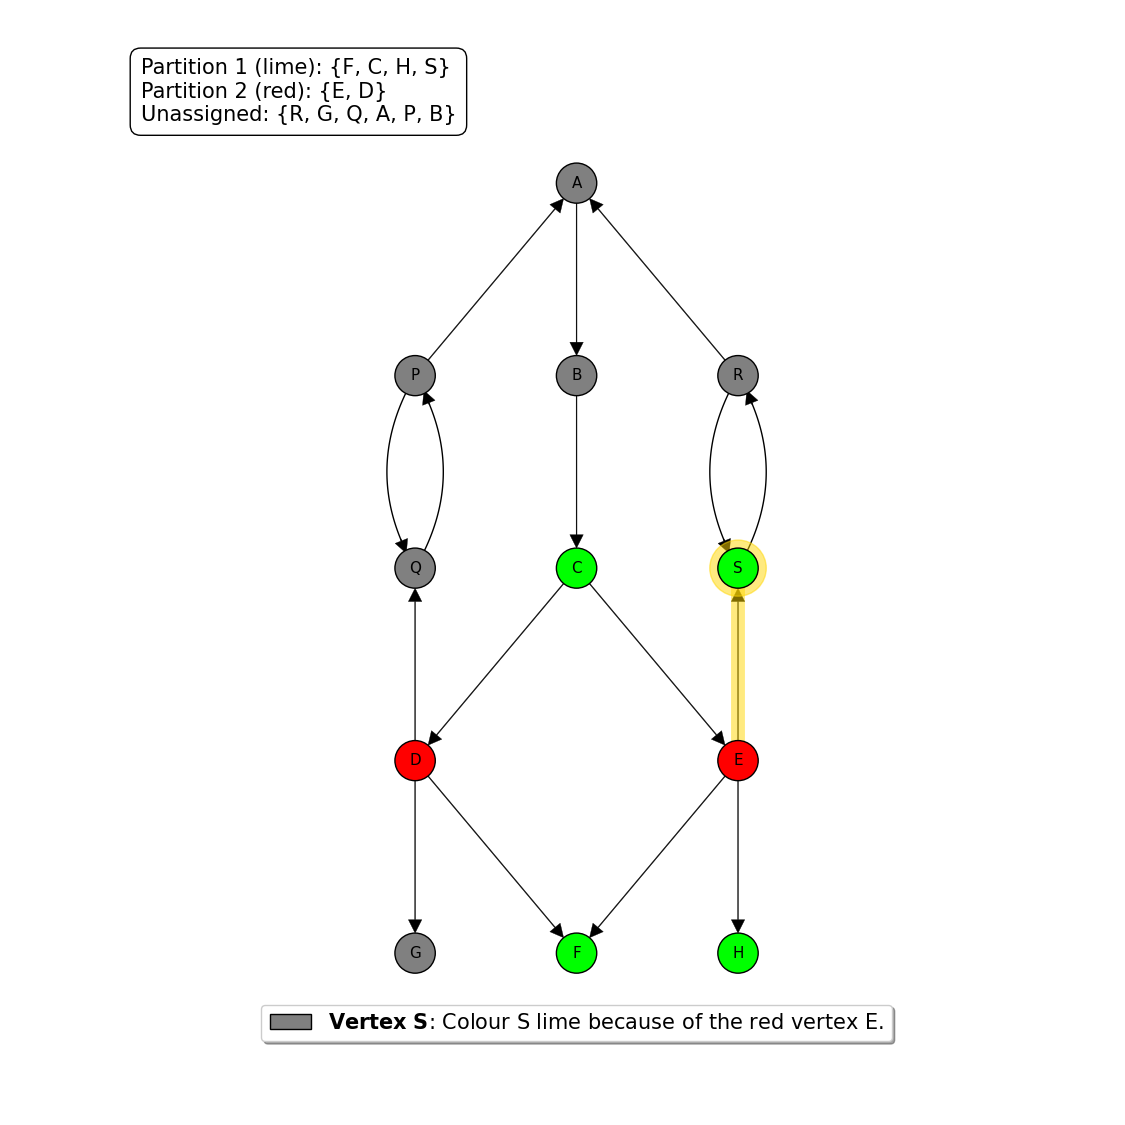 Partition 1 (lime): {F, C, H, S}
Partition 2 (red): {E, D}
Unassigned: {R, G, Q, A, P, B}
A
P
B
R
Q
C
S
D
E
G
F
H
Vertex S: Colour S lime because of the red vertex E.